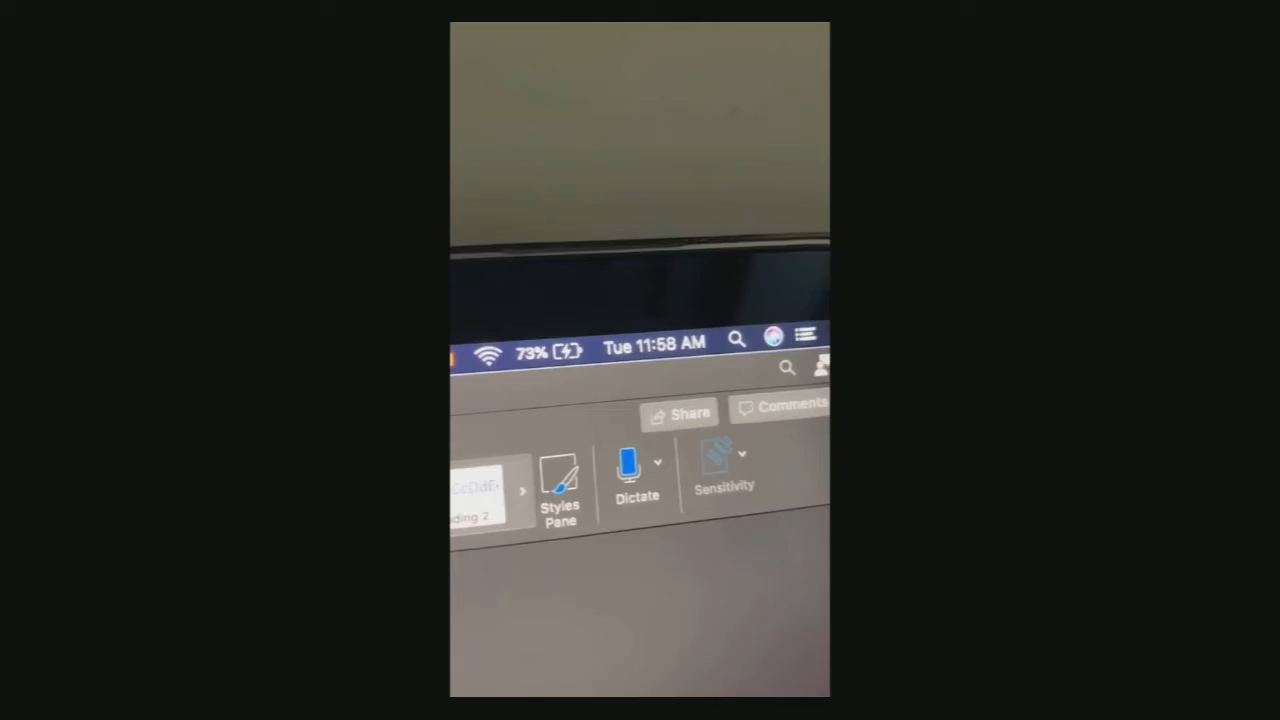 73% Tue 11:58 AM
Share Comments
Styles Pane
Dictate
Sensitivity